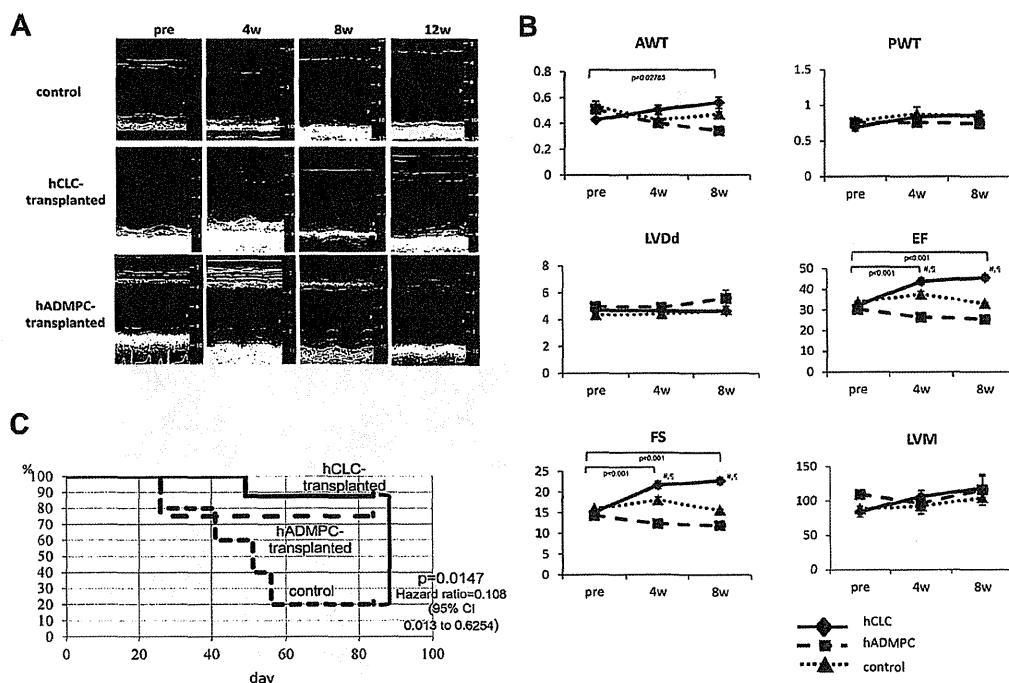 A
pre 4w 8w 12w
control
hCLC-
transplanted
hADMPC-
transplanted
B
AWT
p=0.02785
0.8
0.6
0.4
0.2
0
pre 4w 8w
PWT
1.5
1
0.5
0
pre 4w 8w
LVDd
8
6
4
2
0
pre 4w 8w
EF
p<0.001
p<0.001
#,¶
#,¶
50
40
30
20
10
0
pre 4w 8w
FS
p<0.001
p<0.001
#,¶
#,¶
25
20
15
10
5
0
pre 4w 8w
LVM
150
100
50
0
pre 4w 8w
hCLC
hADMPC
control
C
%
100
90
80
70
60
50
40
30
20
10
0
0 20 40 60 80 100
day
hCLC-
transplanted
hADMPC-
transplanted
control
p=0.0147
Hazard ratio=0.108
(95% CI
0.013 to 0.6254)